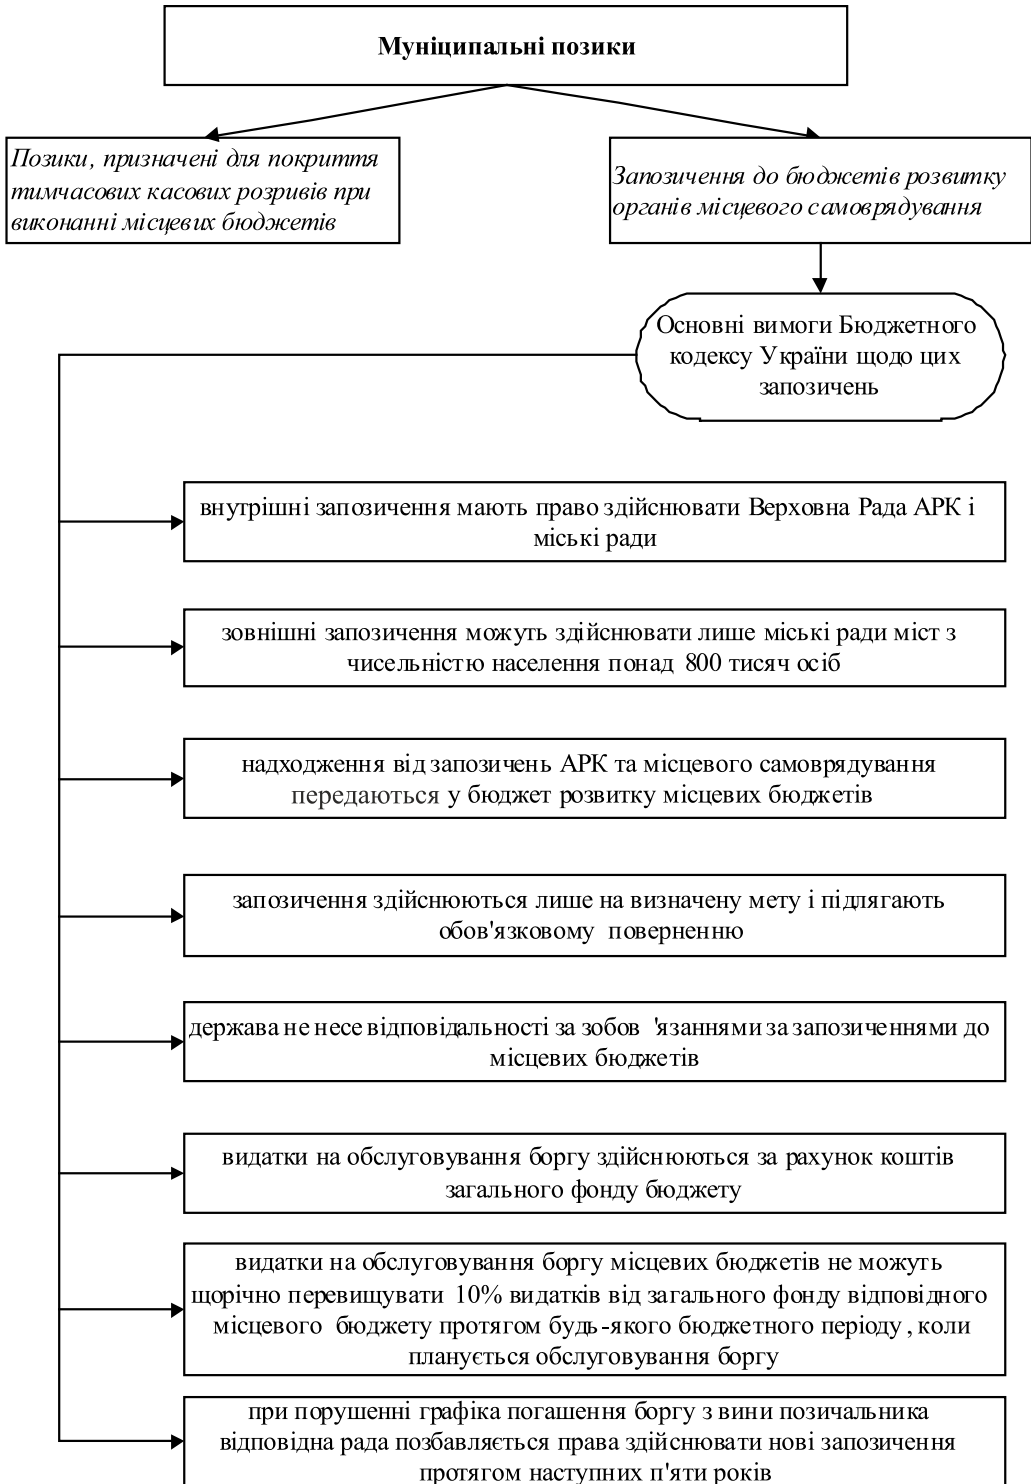 Муніципальні позики
Позики, призначені для покриття
тимчасових касових розривів при
виконанні місцевих бюджетів
Запозичення до бюджетів розвитку
органів місцевого самоврядування
Основні вимоги Бюджетного
кодексу України щодо цих
запозичень
внутрішні запозичення мають право здійснювати Верховна Рада АРК і
міські ради
зовнішні запозичення можуть здійснювати лише міські ради міст з
чисельністю населення понад 800 тисяч осіб
надходження від запозичень АРК та місцевого самоврядування
передаються у бюджет розвитку місцевих бюджетів
запозичення здійснюються лише на визначену мету і підлягають
обов'язковому поверненню
держава не несе відповідальності за зобов 'язаннями за запозиченнями до
місцевих бюджетів
видатки на обслуговування боргу здійснюються за рахунок коштів
загального фонду бюджету
видатки на обслуговування боргу місцевих бюджетів не можуть
щорічно перевищувати 10% видатків від загального фонду відповідного
місцевого бюджету протягом будь-якого бюджетного періоду, коли
планується обслуговування боргу
при порушенні графіка погашення боргу з вини позичальника
відповідна рада позбавляється права здійснювати нові запозичення
протягом наступних п'яти років